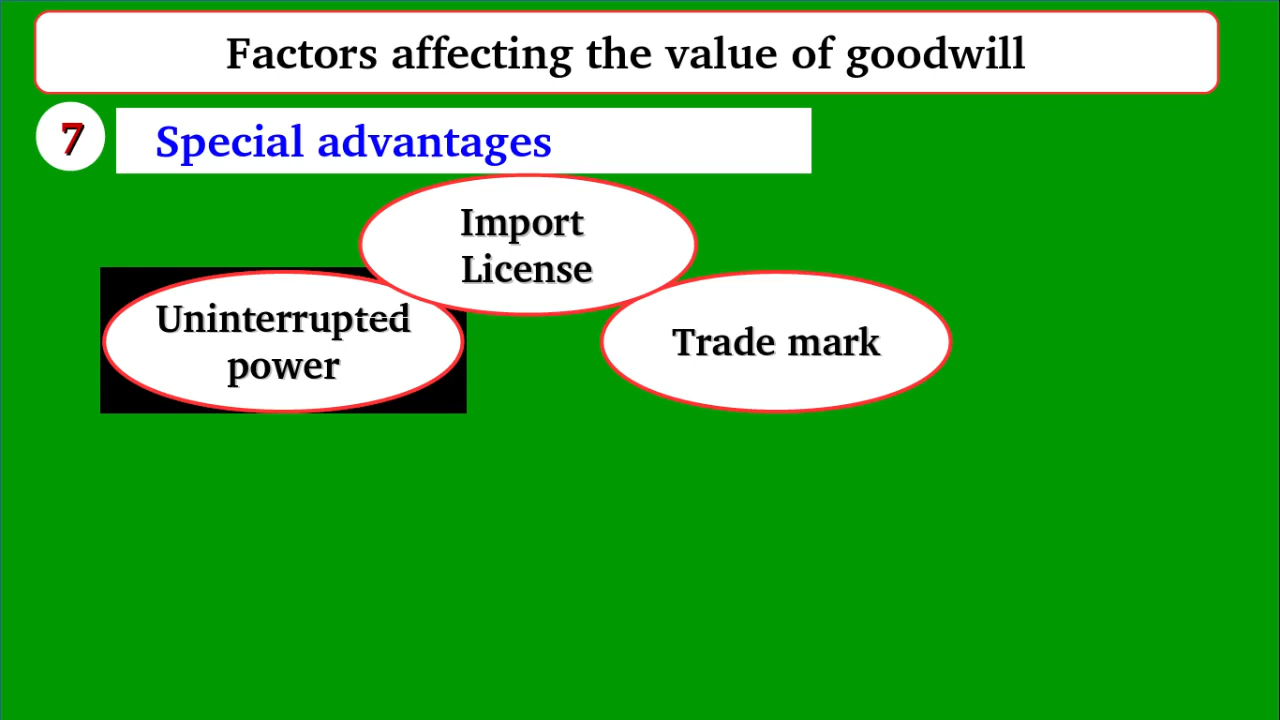 Factors affecting the value of goodwill
7
Special advantages
Import
License
Uninterrupted
power
Trade mark